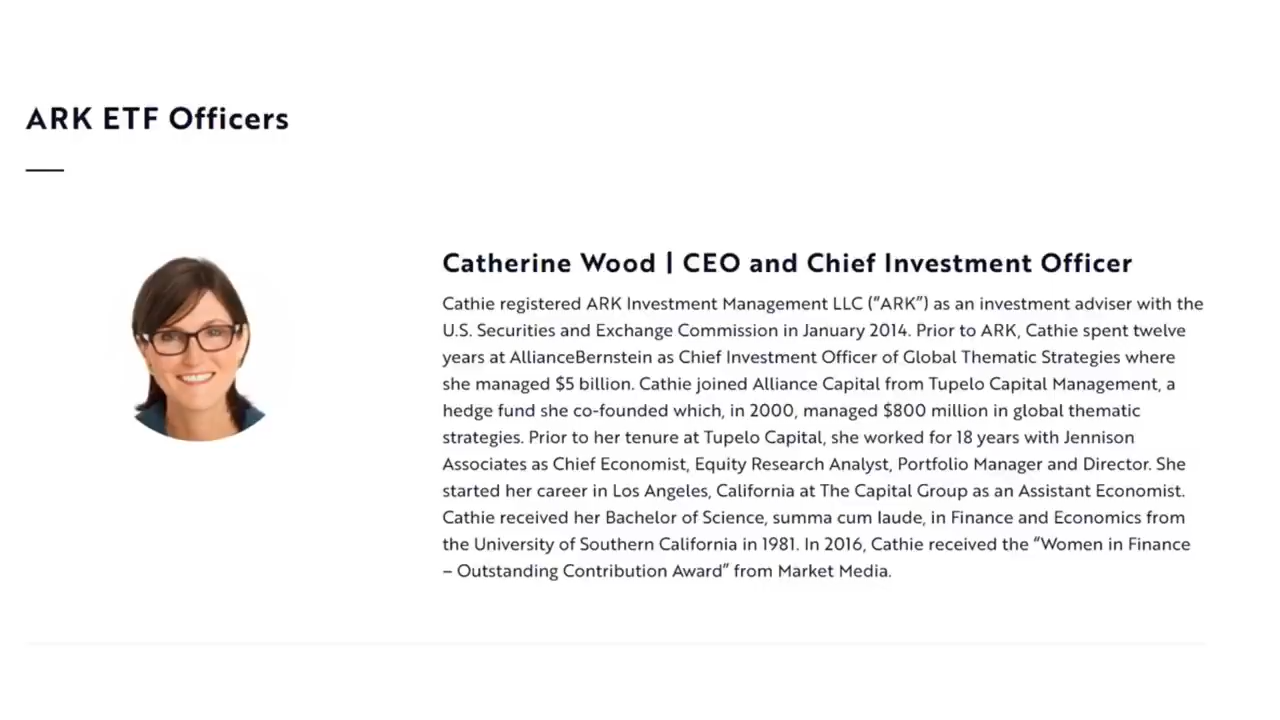 ARK ETF Officers
Catherine Wood | CEO and Chief Investment Officer
Cathie registered ARK Investment Management LLC (“ARK”) as an investment adviser with the
U.S. Securities and Exchange Commission in January 2014. Prior to ARK, Cathie spent twelve
years at AllianceBernstein as Chief Investment Officer of Global Thematic Strategies where
she managed $5 billion. Cathie joined Alliance Capital from Tupelo Capital Management, a
hedge fund she co-founded which, in 2000, managed $800 million in global thematic
strategies. Prior to her tenure at Tupelo Capital, she worked for 18 years with Jennison
Associates as Chief Economist, Equity Research Analyst, Portfolio Manager and Director. She
started her career in Los Angeles, California at The Capital Group as an Assistant Economist.
Cathie received her Bachelor of Science, summa cum laude, in Finance and Economics from
the University of Southern California in 1981. In 2016, Cathie received the “Women in Finance
– Outstanding Contribution Award” from Market Media.